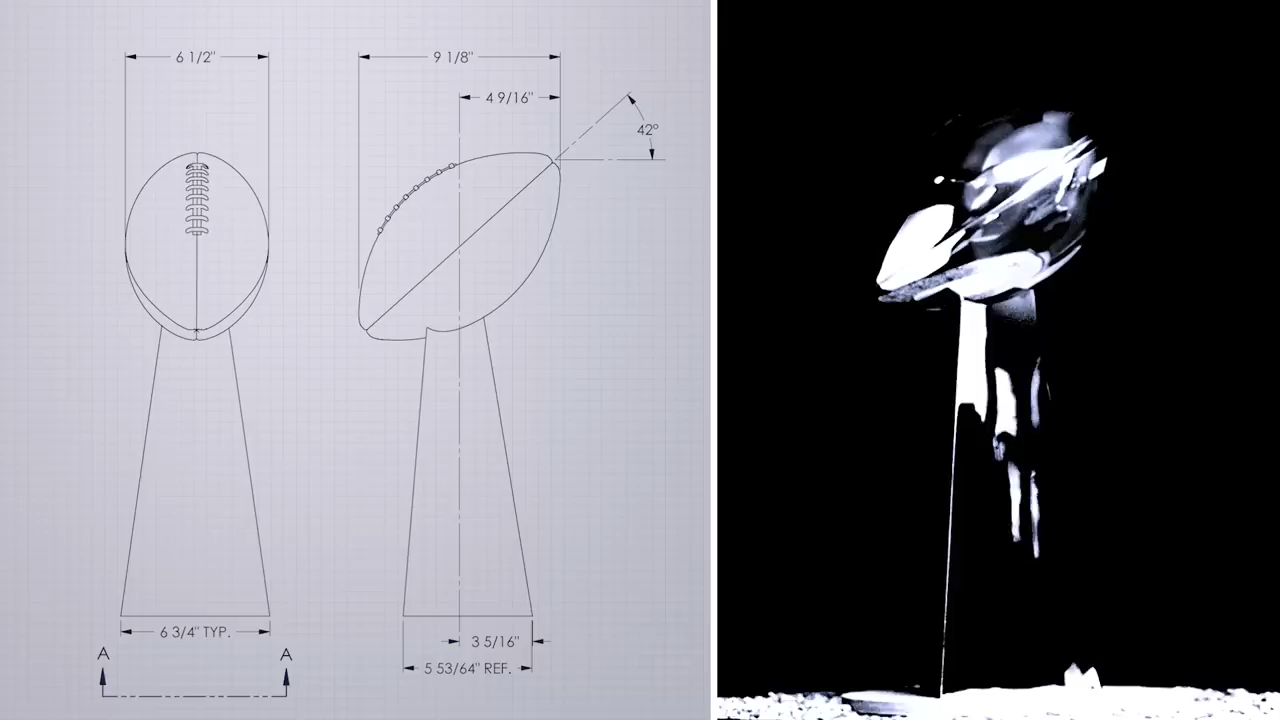 6 1/2"
9 1/8"
4 9/16"
42°
6 3/4" TYP.
3 5/16"
A
A
5 53/64" REF.